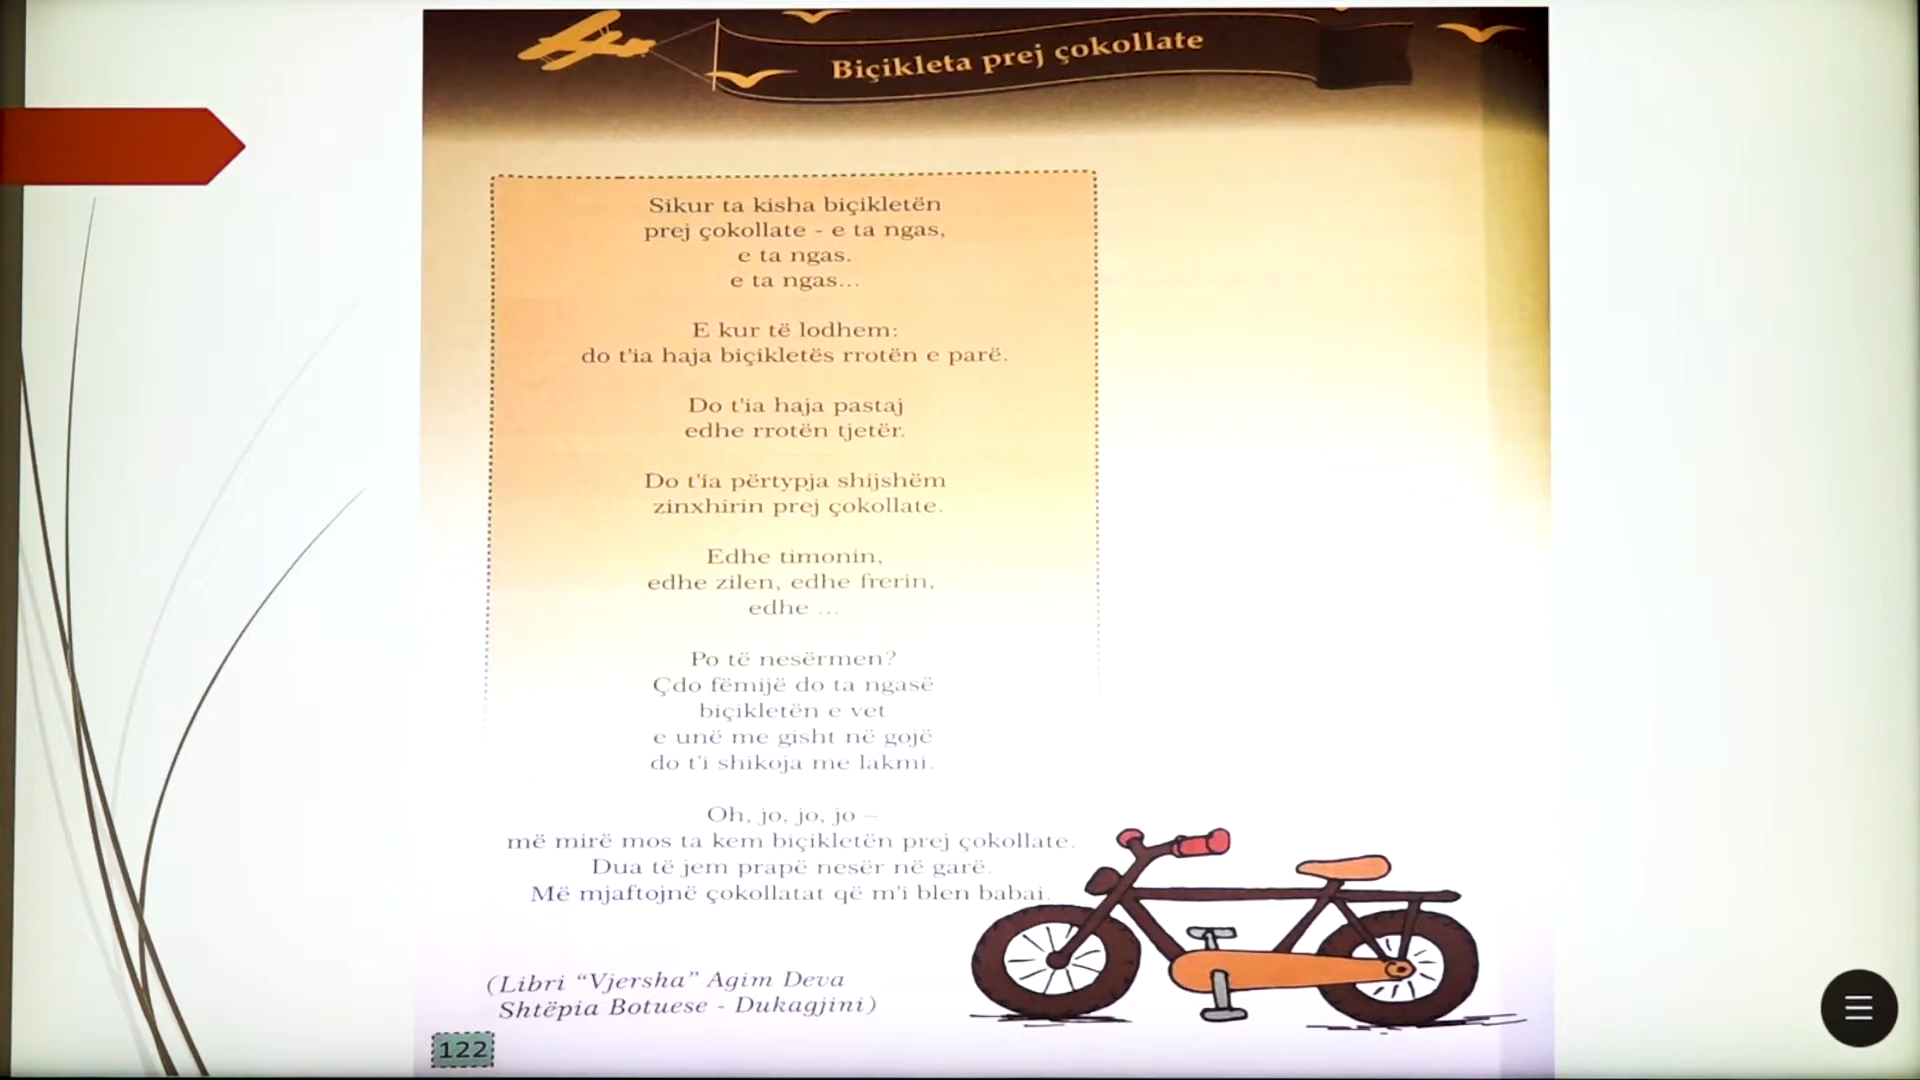 Biçikleta prej çokollate
Sikur ta kisha biçikletën
prej çokollate - e ta ngas,
e ta ngas.
e ta ngas...
E kur të lodhem:
do t'ia haja biçikletës rrotën e parë.
Do t'ia haja pastaj
edhe rrotën tjetër.
Do t'ia përtypja shijshëm
zinxhirin prej çokollate.
Edhe timonin,
edhe zilen, edhe frerin,
edhe ...
Po të nesërmen?
Çdo fëmijë do ta ngasë
biçikletën e vet
e unë me gisht në gojë
do t'i shikoja me lakmi.
Oh, jo, jo, jo –
më mirë mos ta kem biçikletën prej çokollate.
Dua të jem prapë nesër në garë.
Më mjaftojnë çokollatat që m'i blen babai.
(Libri “Vjersha” Agim Deva
Shtëpia Botuese - Dukagjini)
122